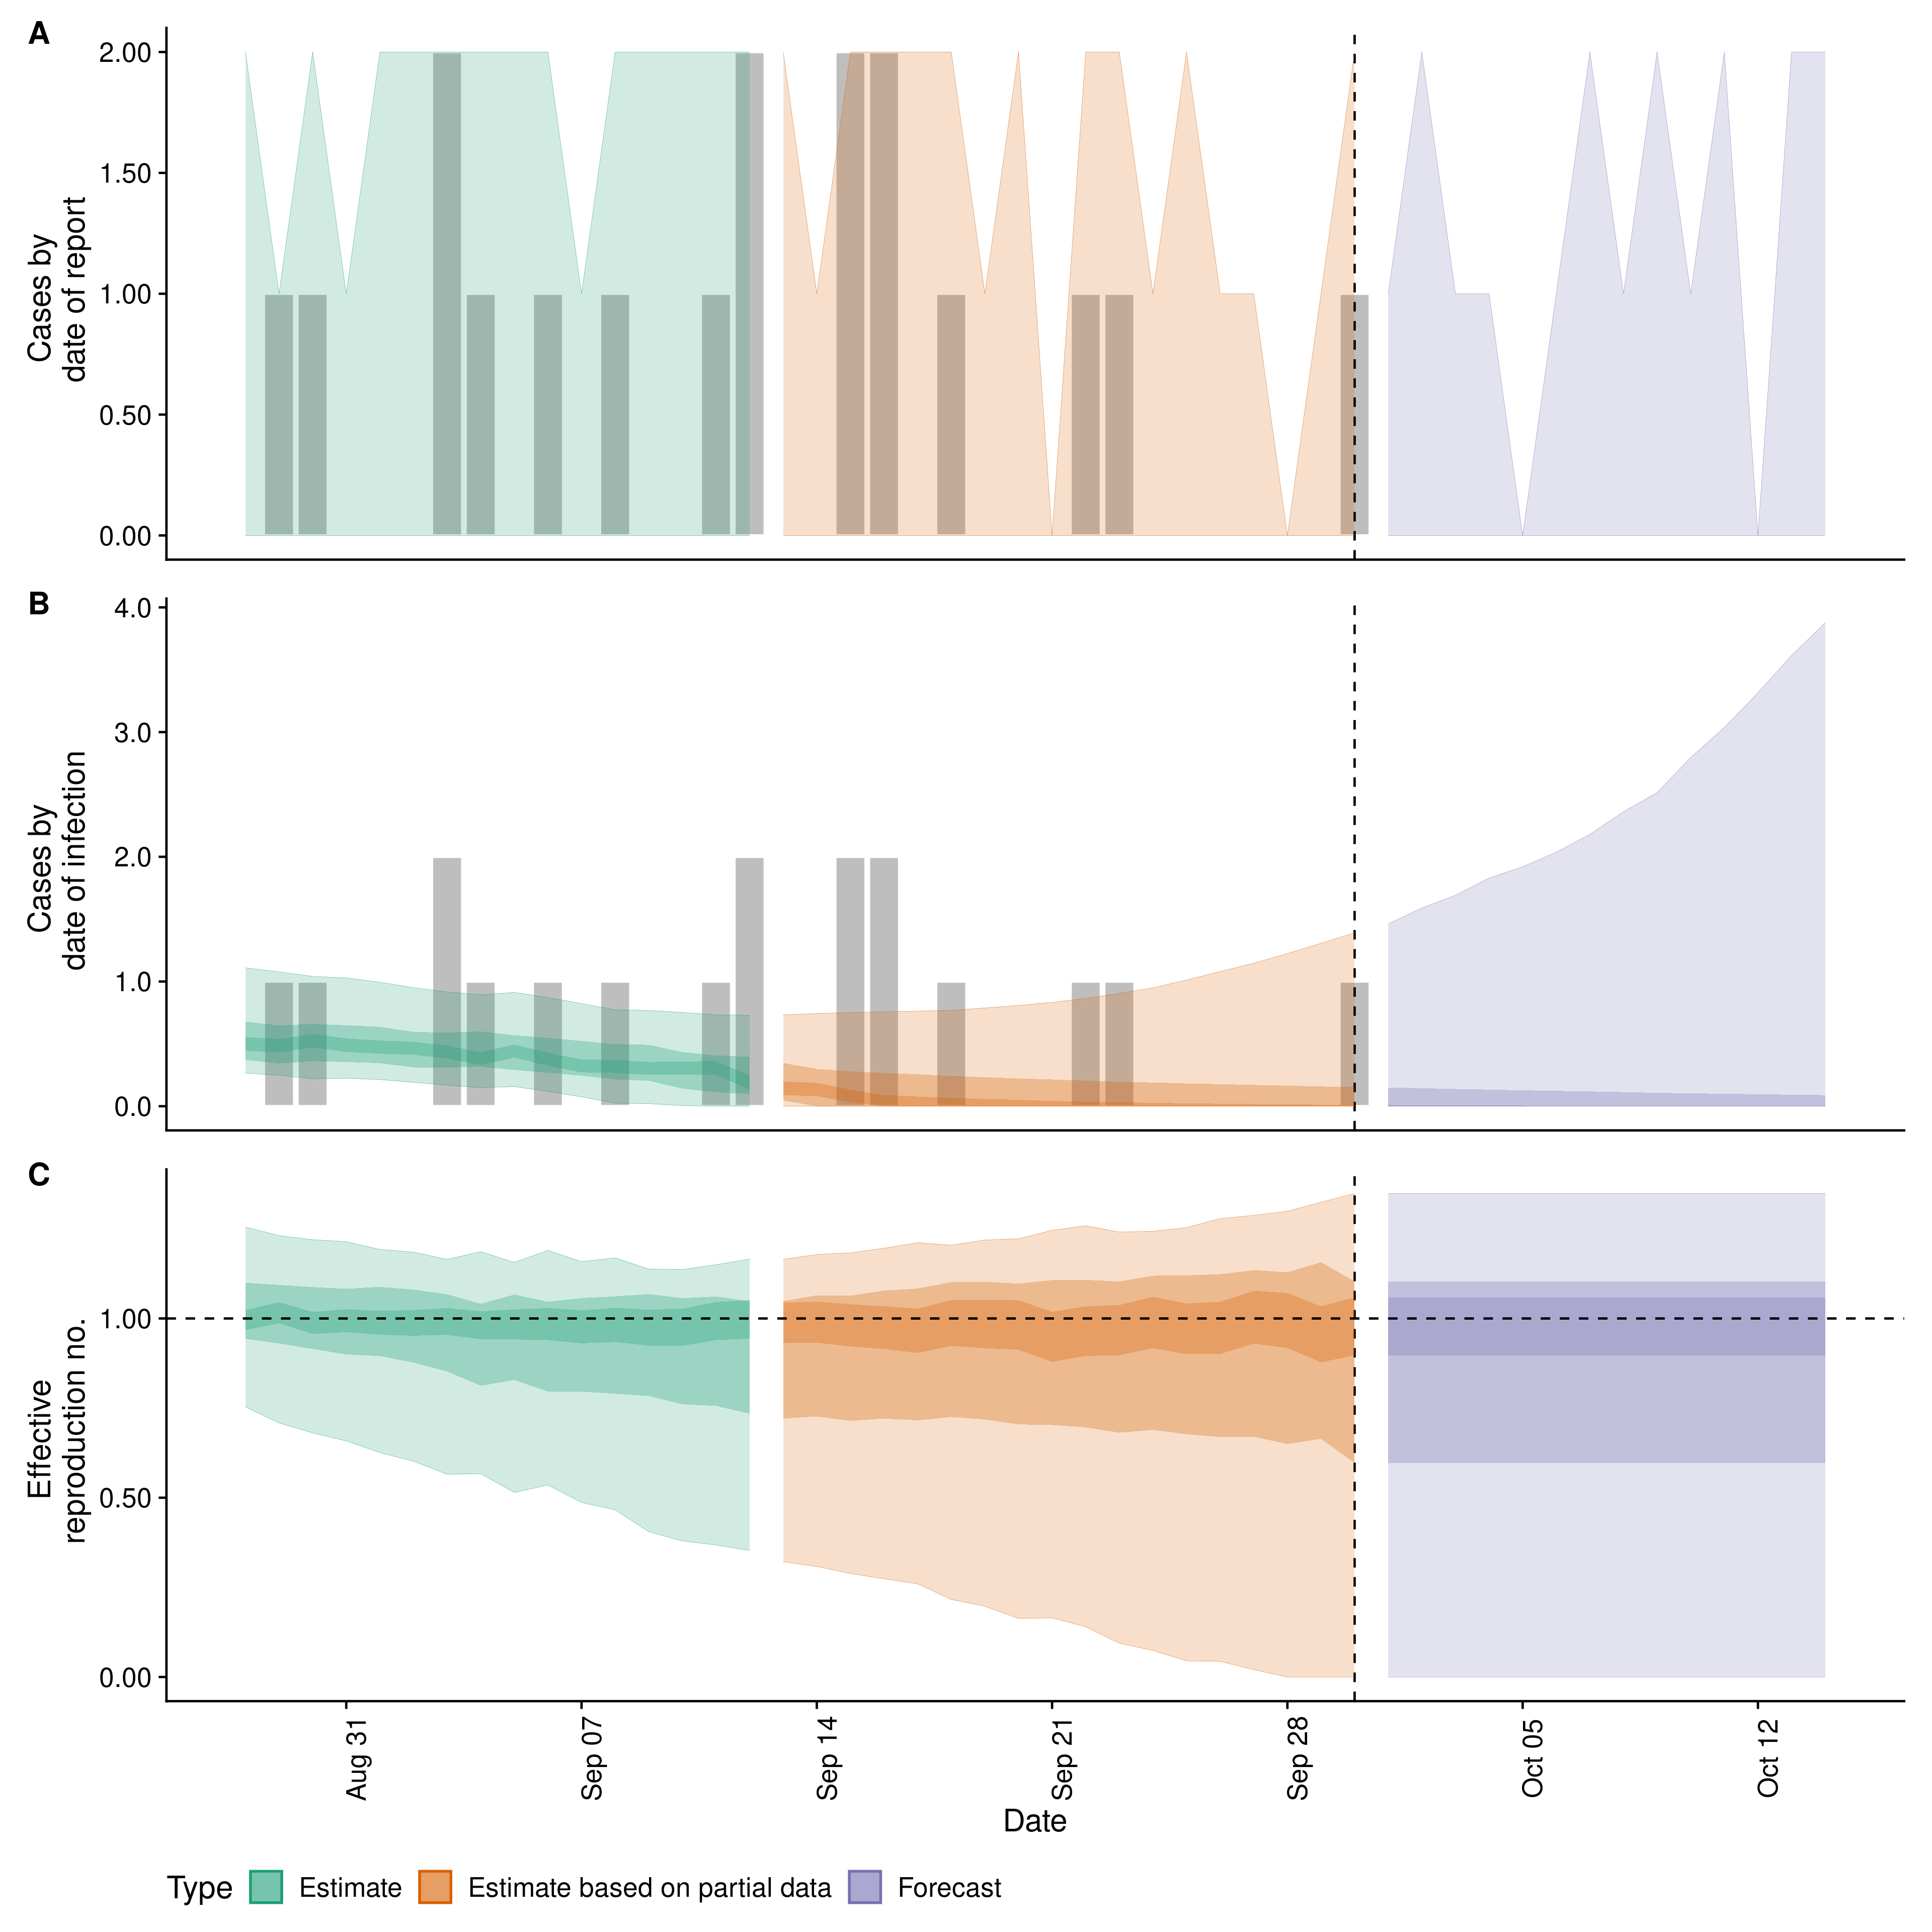 A
2.00
1.50
1.00
0.50
0.00
Cases by
date of report
B
4.0
3.0
2.0
1.0
0.0
Cases by
date of infection
C
1.00
0.50
0.00
Effective
reproduction no.
Aug 31
Sep 07
Sep 14
Sep 21
Sep 28
Oct 05
Oct 12
Date
Type
Estimate
Estimate based on partial data
Forecast